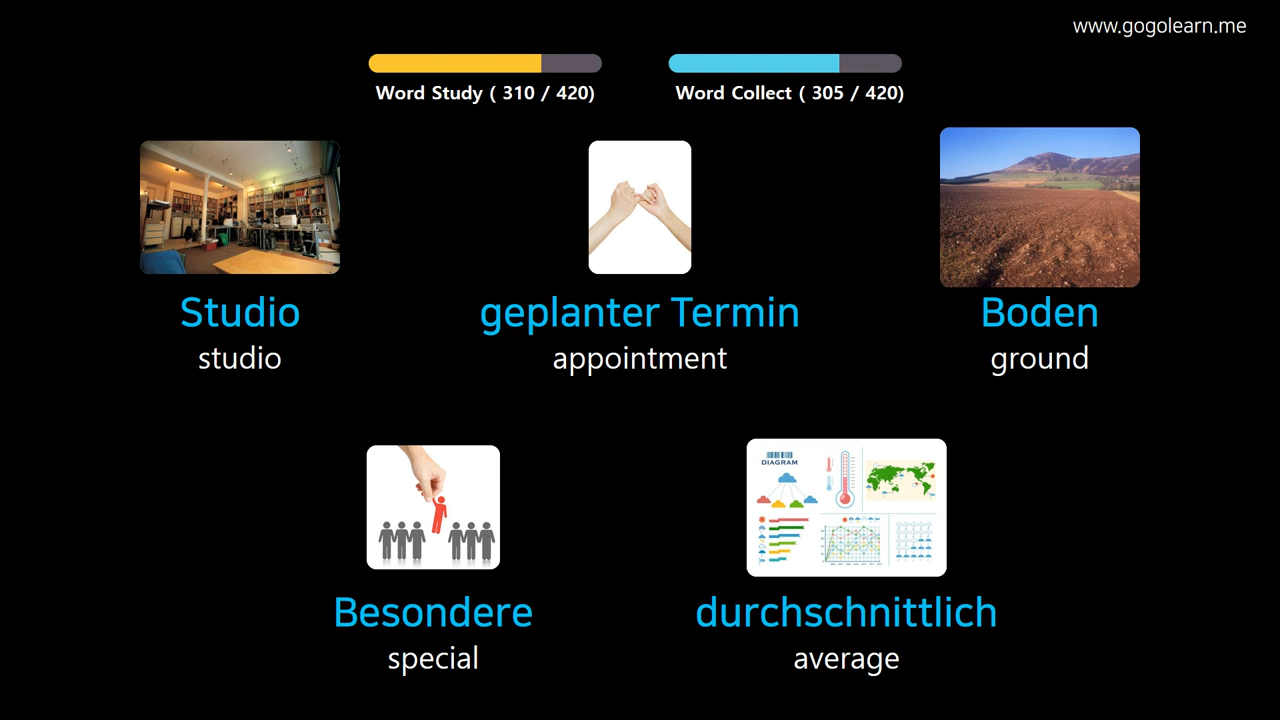 www.gogolearn.me
Word Study ( 310 / 420)
Word Collect ( 305 / 420)
Studio
studio
geplanter Termin
appointment
Boden
ground
DIAGRAM
Besondere
special
durchschnittlich
average